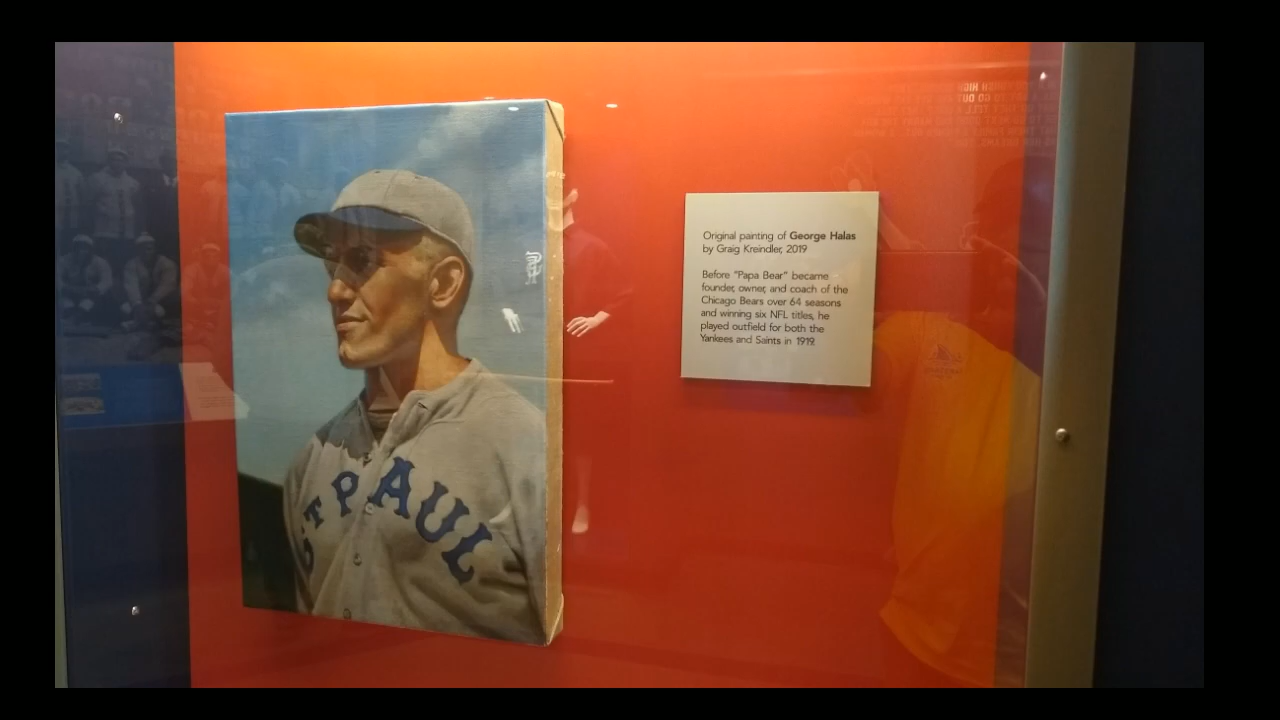 ST PAUL
Original painting of George Halas
by Graig Kreindler, 2019
Before "Papa Bear" became
founder, owner, and coach of the
Chicago Bears over 64 seasons
and winning six NFL titles, he
played outfield for both the
Yankees and Saints in 1919.